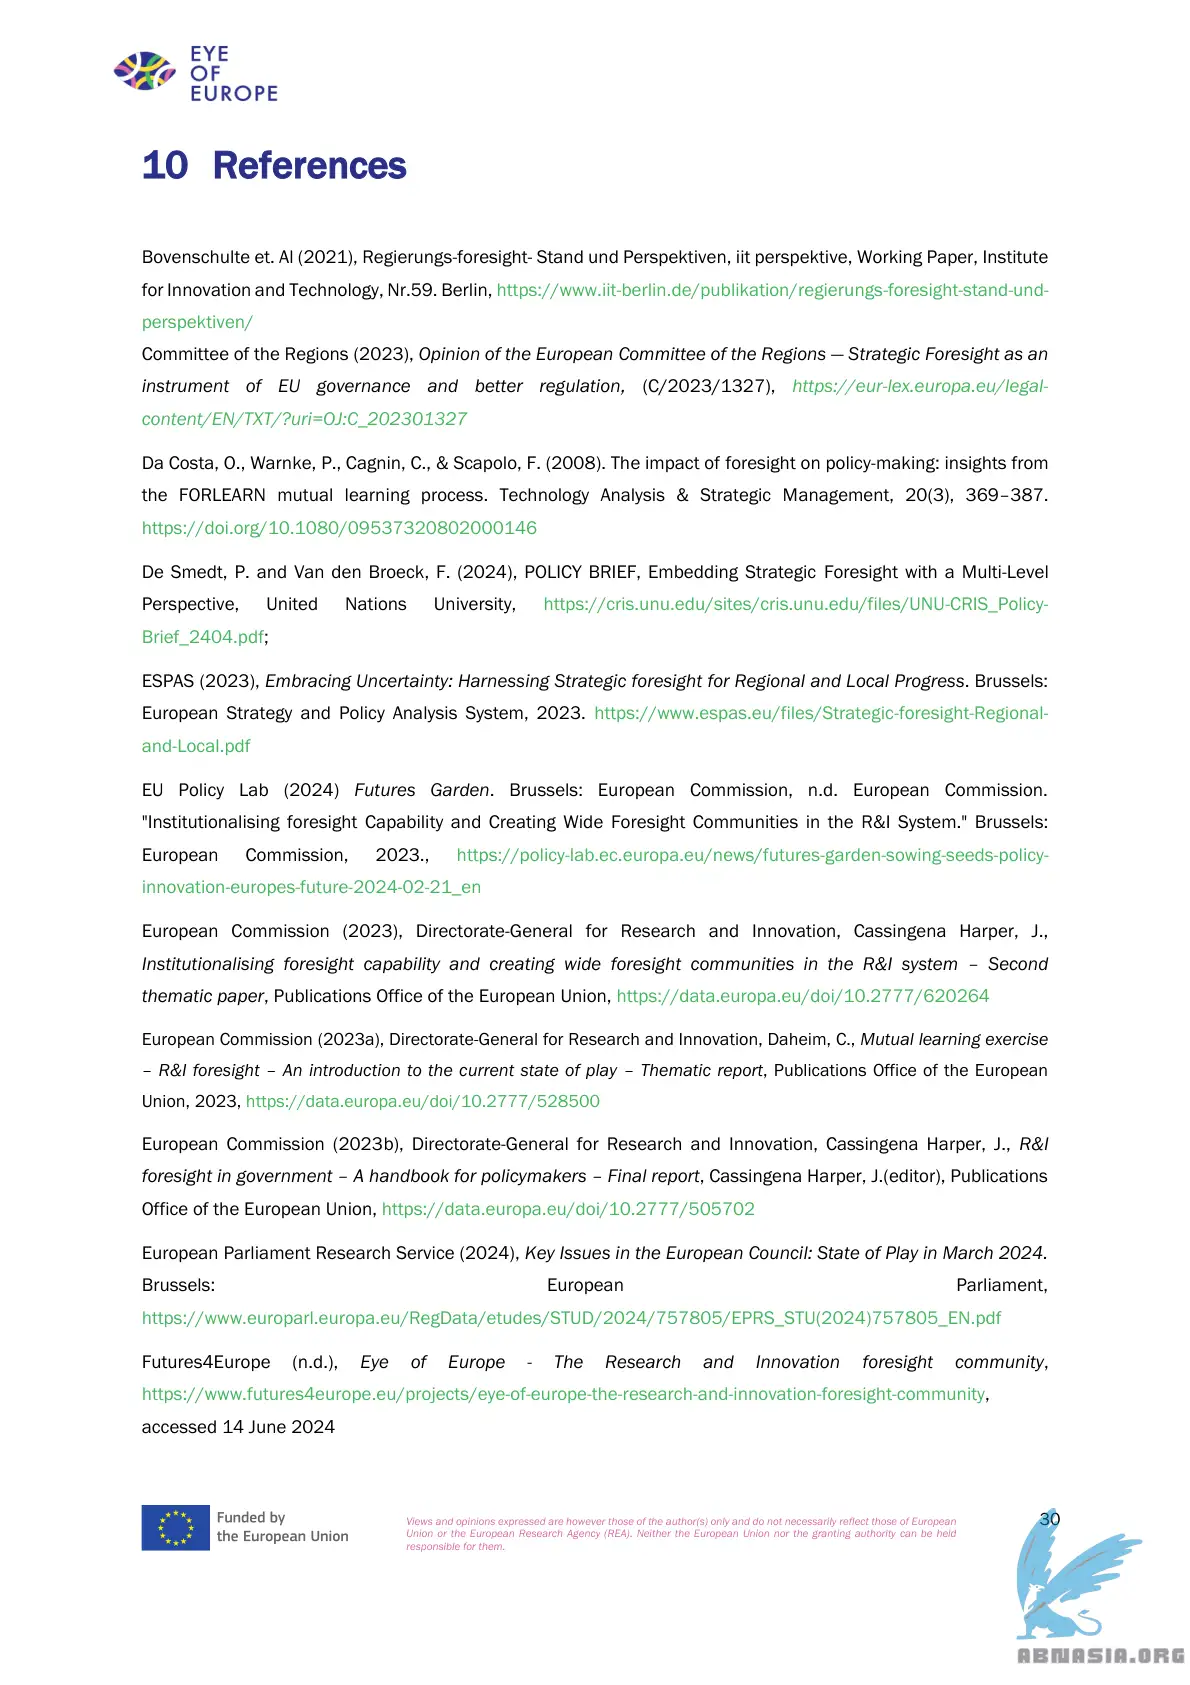 EYE
OF
EUROPE
10 References
Bovenschulte et. Al (2021), Regierungs-foresight- Stand und Perspektiven, iit perspektive, Working Paper, Institute
for Innovation and Technology, Nr.59. Berlin, https://www.iit-berlin.de/publikation/regierungs-foresight-stand-und-
perspektiven/
Committee of the Regions (2023), Opinion of the European Committee of the Regions — Strategic Foresight as an
instrument of EU governance and better regulation, (C/2023/1327), https://eur-lex.europa.eu/legal-
content/EN/TXT/?uri=OJ:C_202301327
Da Costa, O., Warnke, P., Cagnin, C., & Scapolo, F. (2008). The impact of foresight on policy-making: insights from
the FORLEARN mutual learning process. Technology Analysis & Strategic Management, 20(3), 369–387.
https://doi.org/10.1080/09537320802000146
De Smedt, P. and Van den Broeck, F. (2024), POLICY BRIEF, Embedding Strategic Foresight with a Multi-Level
Perspective, United Nations University, https://cris.unu.edu/sites/cris.unu.edu/files/UNU-CRIS_Policy-
Brief_2404.pdf;
ESPAS (2023), Embracing Uncertainty: Harnessing Strategic foresight for Regional and Local Progress. Brussels:
European Strategy and Policy Analysis System, 2023. https://www.espas.eu/files/Strategic-foresight-Regional-
and-Local.pdf
EU Policy Lab (2024) Futures Garden. Brussels: European Commission, n.d. European Commission.
"Institutionalising foresight Capability and Creating Wide Foresight Communities in the R&I System." Brussels:
European Commission, 2023., https://policy-lab.ec.europa.eu/news/futures-garden-sowing-seeds-policy-
innovation-europes-future-2024-02-21_en
European Commission (2023), Directorate-General for Research and Innovation, Cassingena Harper, J.,
Institutionalising foresight capability and creating wide foresight communities in the R&I system – Second
thematic paper, Publications Office of the European Union, https://data.europa.eu/doi/10.2777/620264
European Commission (2023a), Directorate-General for Research and Innovation, Daheim, C., Mutual learning exercise
– R&I foresight – An introduction to the current state of play – Thematic report, Publications Office of the European
Union, 2023, https://data.europa.eu/doi/10.2777/528500
European Commission (2023b), Directorate-General for Research and Innovation, Cassingena Harper, J., R&I
foresight in government – A handbook for policymakers – Final report, Cassingena Harper, J.(editor), Publications
Office of the European Union, https://data.europa.eu/doi/10.2777/505702
European Parliament Research Service (2024), Key Issues in the European Council: State of Play in March 2024.
Brussels: European Parliament,
https://www.europarl.europa.eu/RegData/etudes/STUD/2024/757805/EPRS_STU(2024)757805_EN.pdf
Futures4Europe (n.d.), Eye of Europe - The Research and Innovation foresight community,
https://www.futures4europe.eu/projects/eye-of-europe-the-research-and-innovation-foresight-community,
accessed 14 June 2024
Funded by
the European Union
Views and opinions expressed are however those of the author(s) only and do not necessarily reflect those of European
Union or the European Research Agency (REA). Neither the European Union nor the granting authority can be held
responsible for them.
30
ABNASIA.ORG